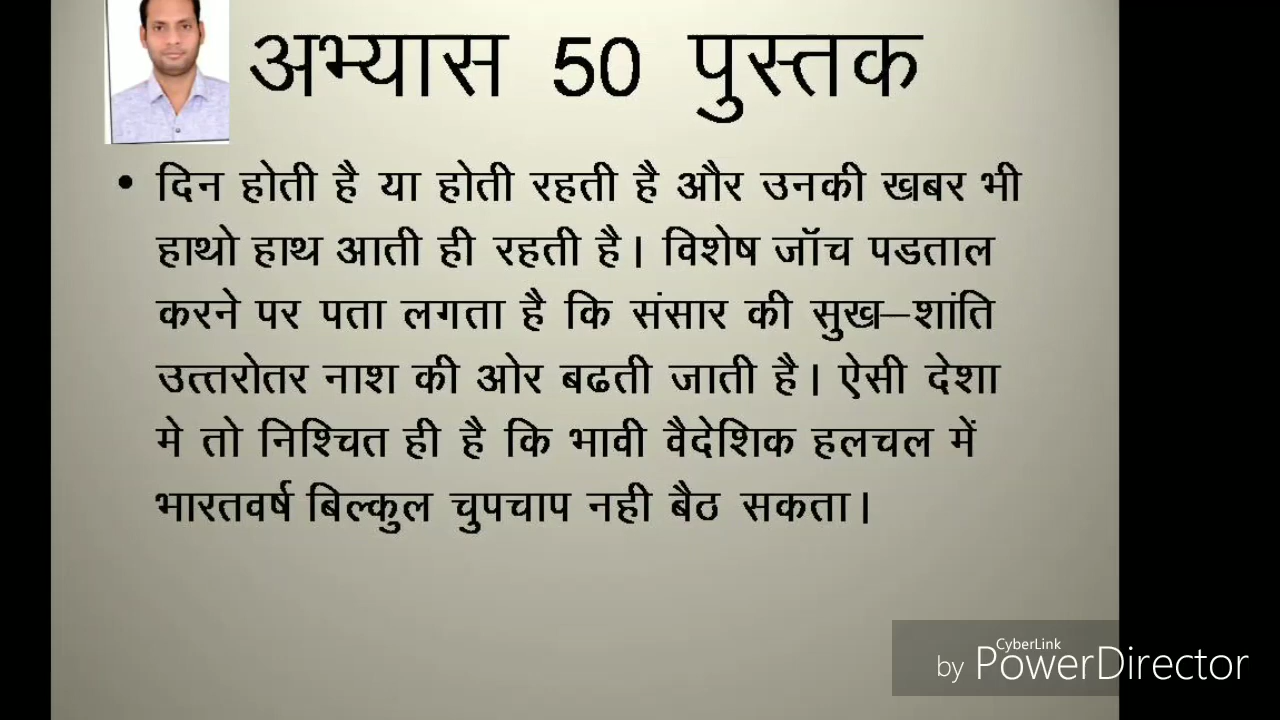 अभ्यास 50 पुस्तक
• दिन होती है या होती रहती है और उनकी खबर भी
हाथो हाथ आती ही रहती है। विशेष जॉच पडताल
करने पर पता लगता है कि संसार की सुख–शांति
उत्तरोतर नाश की ओर बढती जाती है। ऐसी देशा
मे तो निश्चित ही है कि भावी वैदेशिक हलचल में
भारतवर्ष बिल्कुल चुपचाप नही बैठ सकता।
CyberLink
by PowerDirector